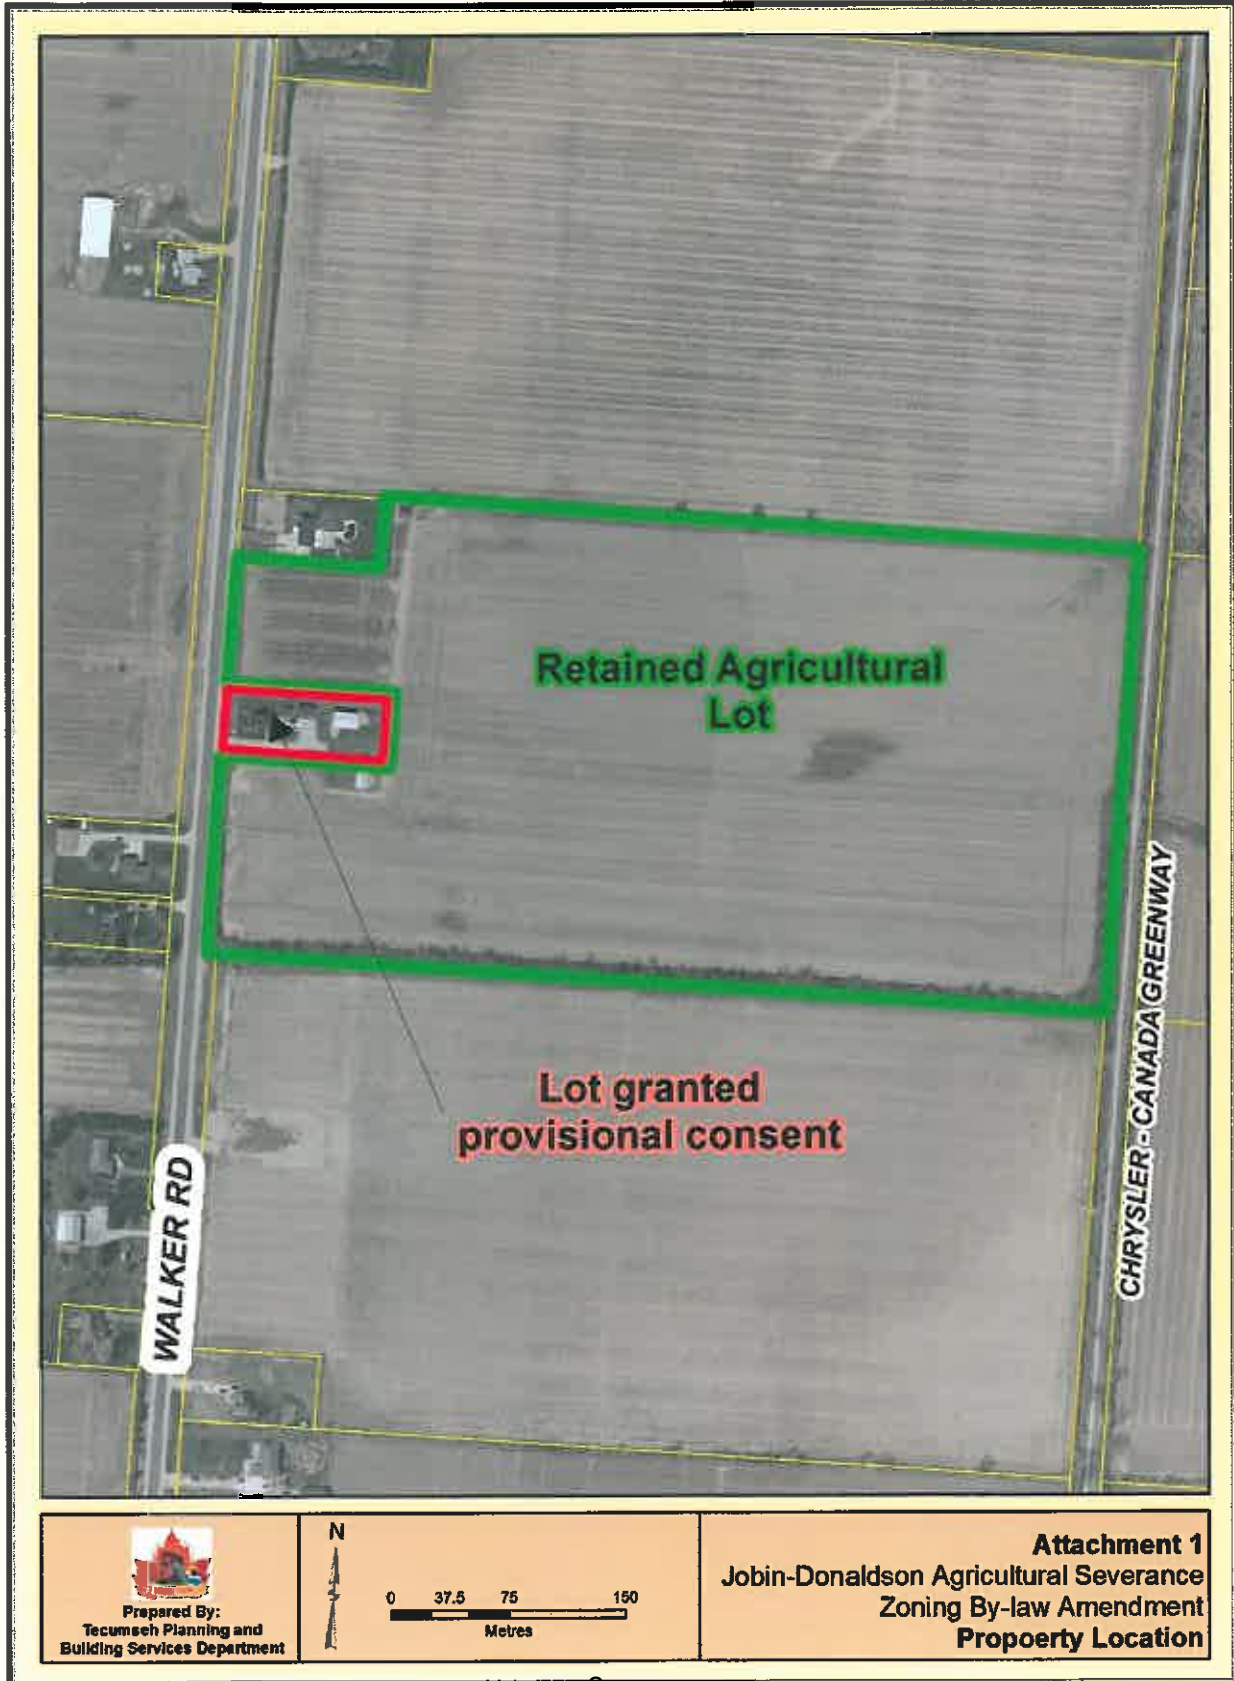 Retained Agricultural
Lot
Lot granted
provisional consent
WALKER RD
CHRYSLER-CANADA GREENWAY
Prepared By:
Tecumseh Planning and
Building Services Department
N
0 37.5 75 150
Metres
Attachment 1
Jobin-Donaldson Agricultural Severance
Zoning By-law Amendment
Propoerty Location